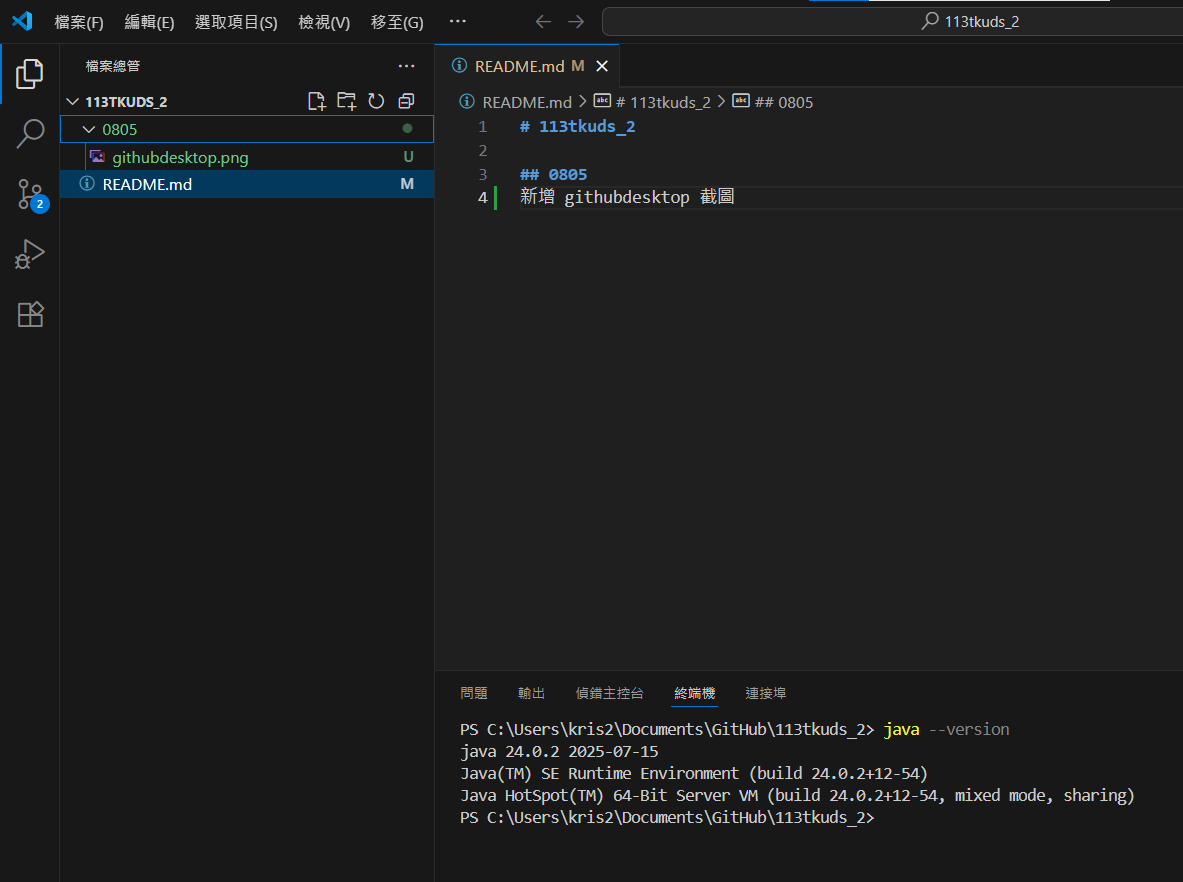 檔案(F) 編輯(E) 選取項目(S) 檢視(V) 移至(G) ··· 113tkuds_2
檔案總管 ···
113TKUDS_2
0805
githubdesktop.png U
README.md M
2
README.md M
README.md > # 113tkuds_2 > ## 0805
1 # 113tkuds_2
2
3 ## 0805
4 新增 githubdesktop 截圖
問題 輸出 偵錯主控台 終端機 連接埠
PS C:\Users\kris2\Documents\GitHub\113tkuds_2> java --version
java 24.0.2 2025-07-15
Java(TM) SE Runtime Environment (build 24.0.2+12-54)
Java HotSpot(TM) 64-Bit Server VM (build 24.0.2+12-54, mixed mode, sharing)
PS C:\Users\kris2\Documents\GitHub\113tkuds_2>